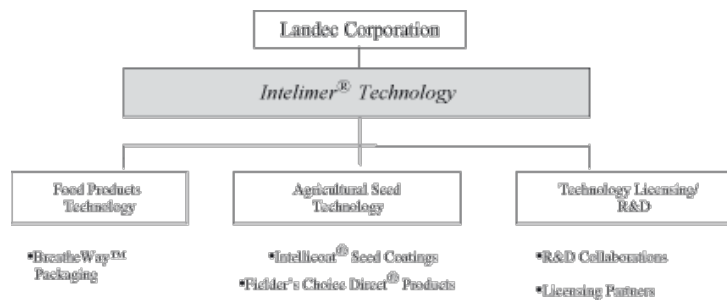 Landec Corporation
Intelimer® Technology
Food Products
Technology
Agricultural Seed
Technology
Technology Licensing/
R&D
▪BreatheWay™
Packaging
▪Intellicoat® Seed Coatings
▪Fielder's Choice Direct® Products
▪R&D Collaborations
▪Licensing Partners